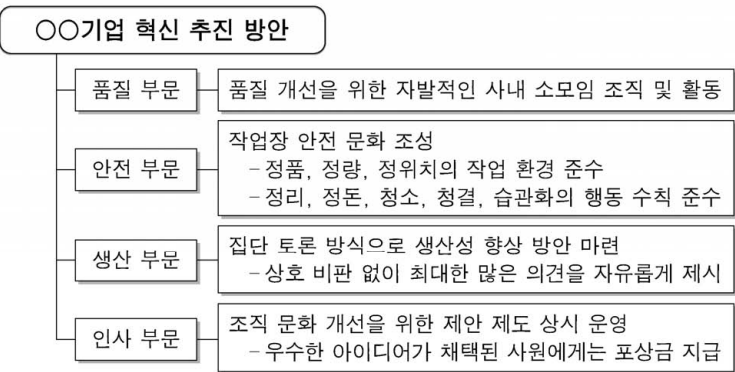 ○○기업 혁신 추진 방안
품질 부문
품질 개선을 위한 자발적인 사내 소모임 조직 및 활동
안전 부문
작업장 안전 문화 조성
－정품, 정량, 정위치의 작업 환경 준수
－정리, 정돈, 청소, 청결, 습관화의 행동 수칙 준수
생산 부문
집단 토론 방식으로 생산성 향상 방안 마련
－상호 비판 없이 최대한 많은 의견을 자유롭게 제시
인사 부문
조직 문화 개선을 위한 제안 제도 상시 운영
－우수한 아이디어가 채택된 사원에게는 포상금 지급